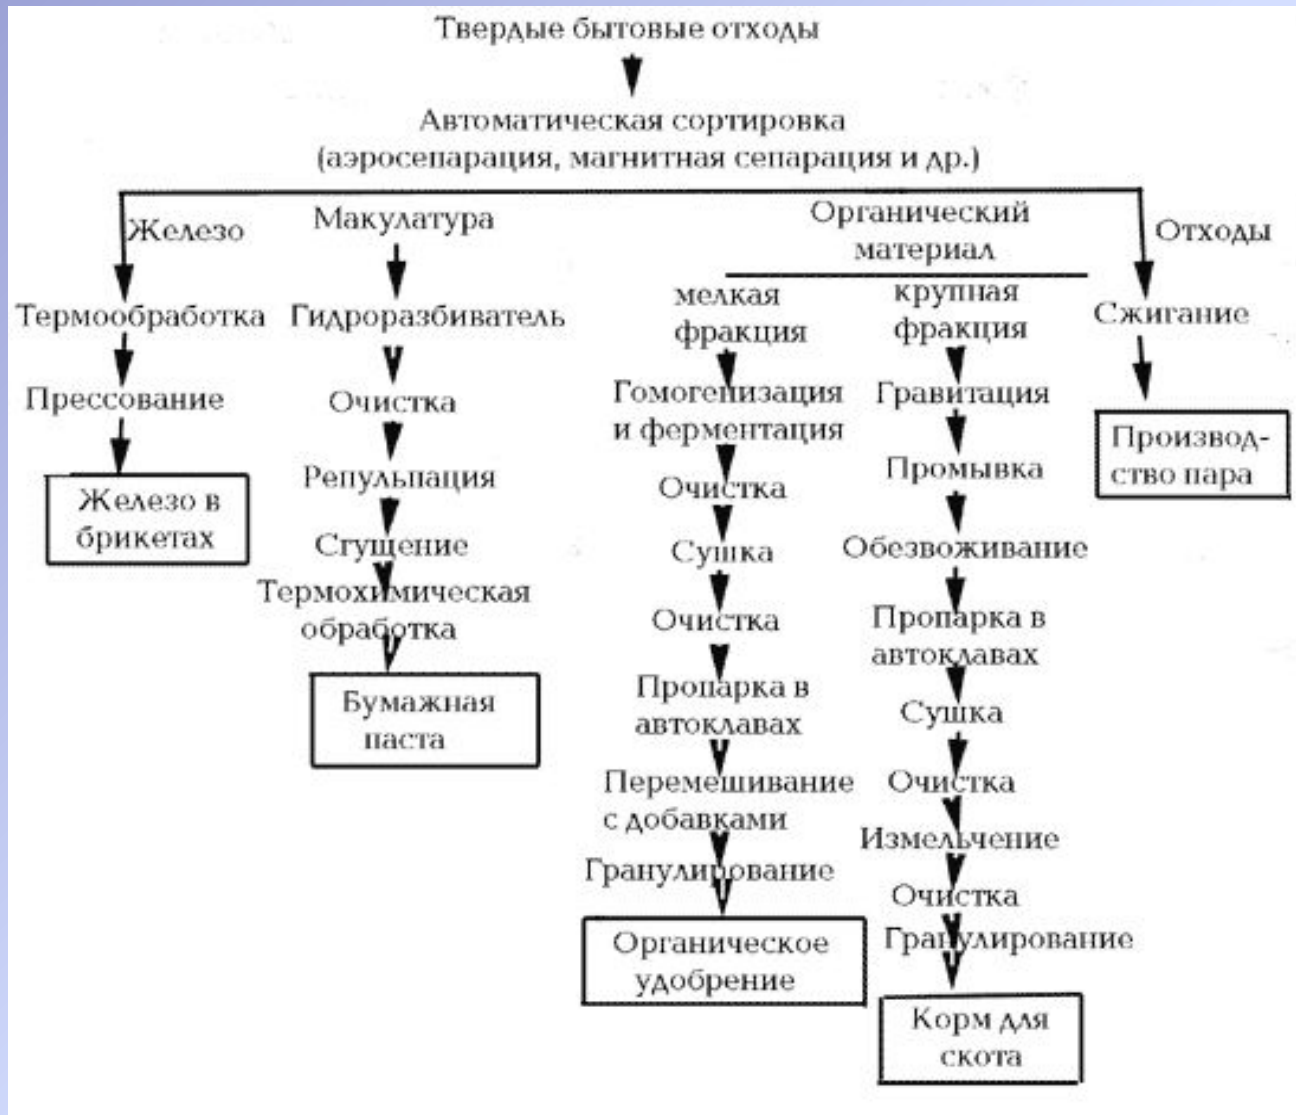 Твердые бытовые отходы
Автоматическая сортировка
(аэросепарация, магнитная сепарация и др.)
Железо
Термообработка
Прессование
Железо в
брикетах
Макулатура
Гидроразбиватель
Очистка
Репульпация
Сгущение
Термохимическая
обработка
Бумажная
паста
Органический
материал
мелкая
фракция
Гомогенизация
и ферментация
Очистка
Сушка
Очистка
Пропарка в
автоклавах
Перемешивание
с добавками
Гранулирование
Органическое
удобрение
крупная
фракция
Гравитация
Промывка
Обезвоживание
Пропарка в
автоклавах
Сушка
Очистка
Измельчение
Очистка
Гранулирование
Корм для
скота
Отходы
Сжигание
Производ-
ство пара